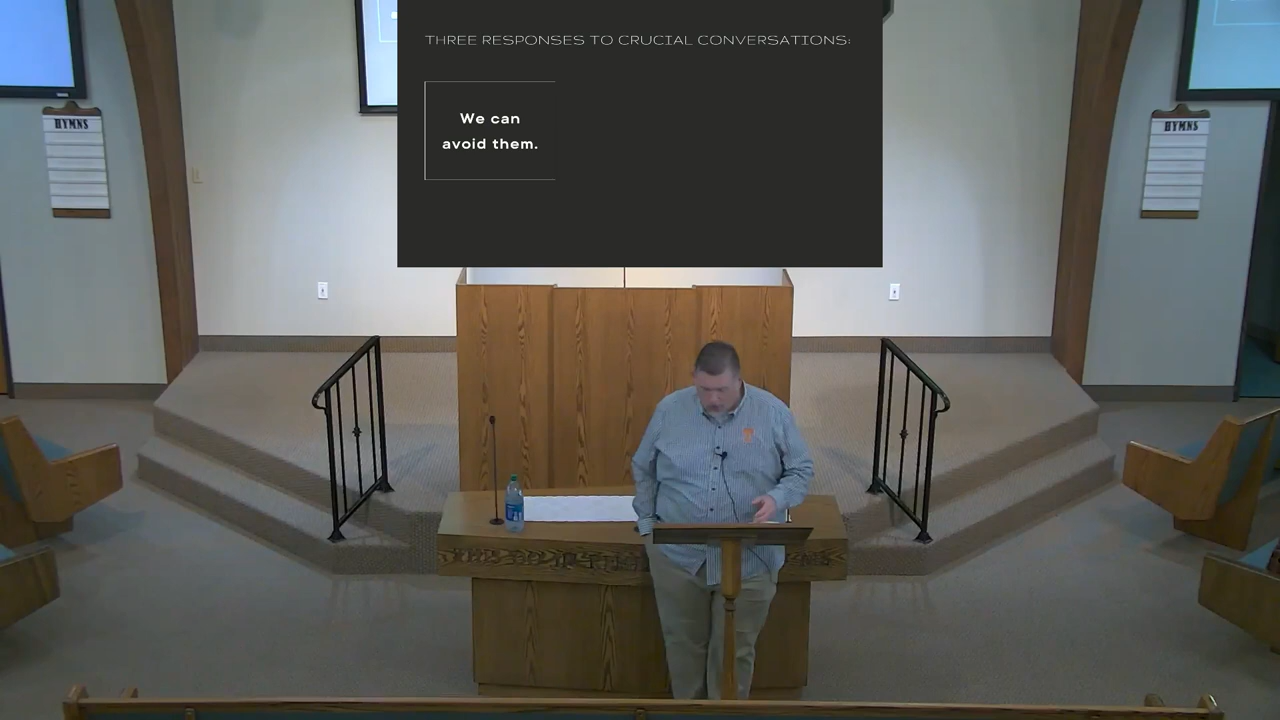 THREE RESPONSES TO CRUCIAL CONVERSATIONS:
We can
avoid them.
HYMNS
HYMNS